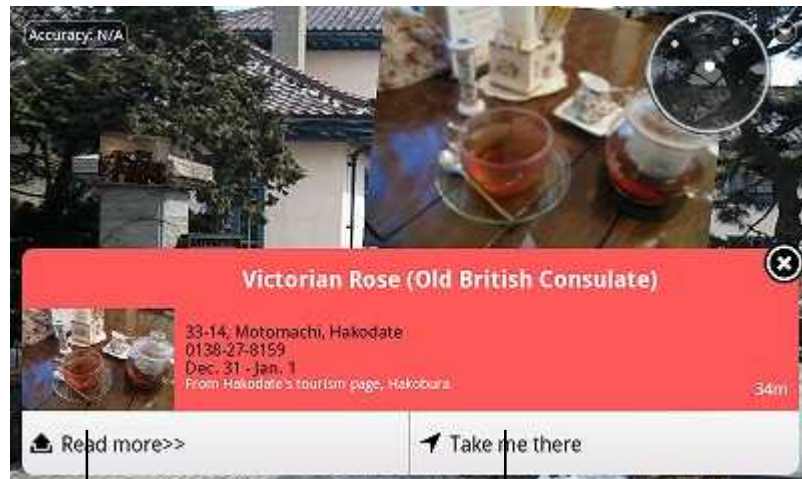 Accuracy: N/A
Victorian Rose (Old British Consulate)
33-14, Motomachi, Hakodate
0138-27-8159
Dec. 31 - Jan. 1
From Hakodate's tourism page, Hakobura
34m
Read more>>
Take me there